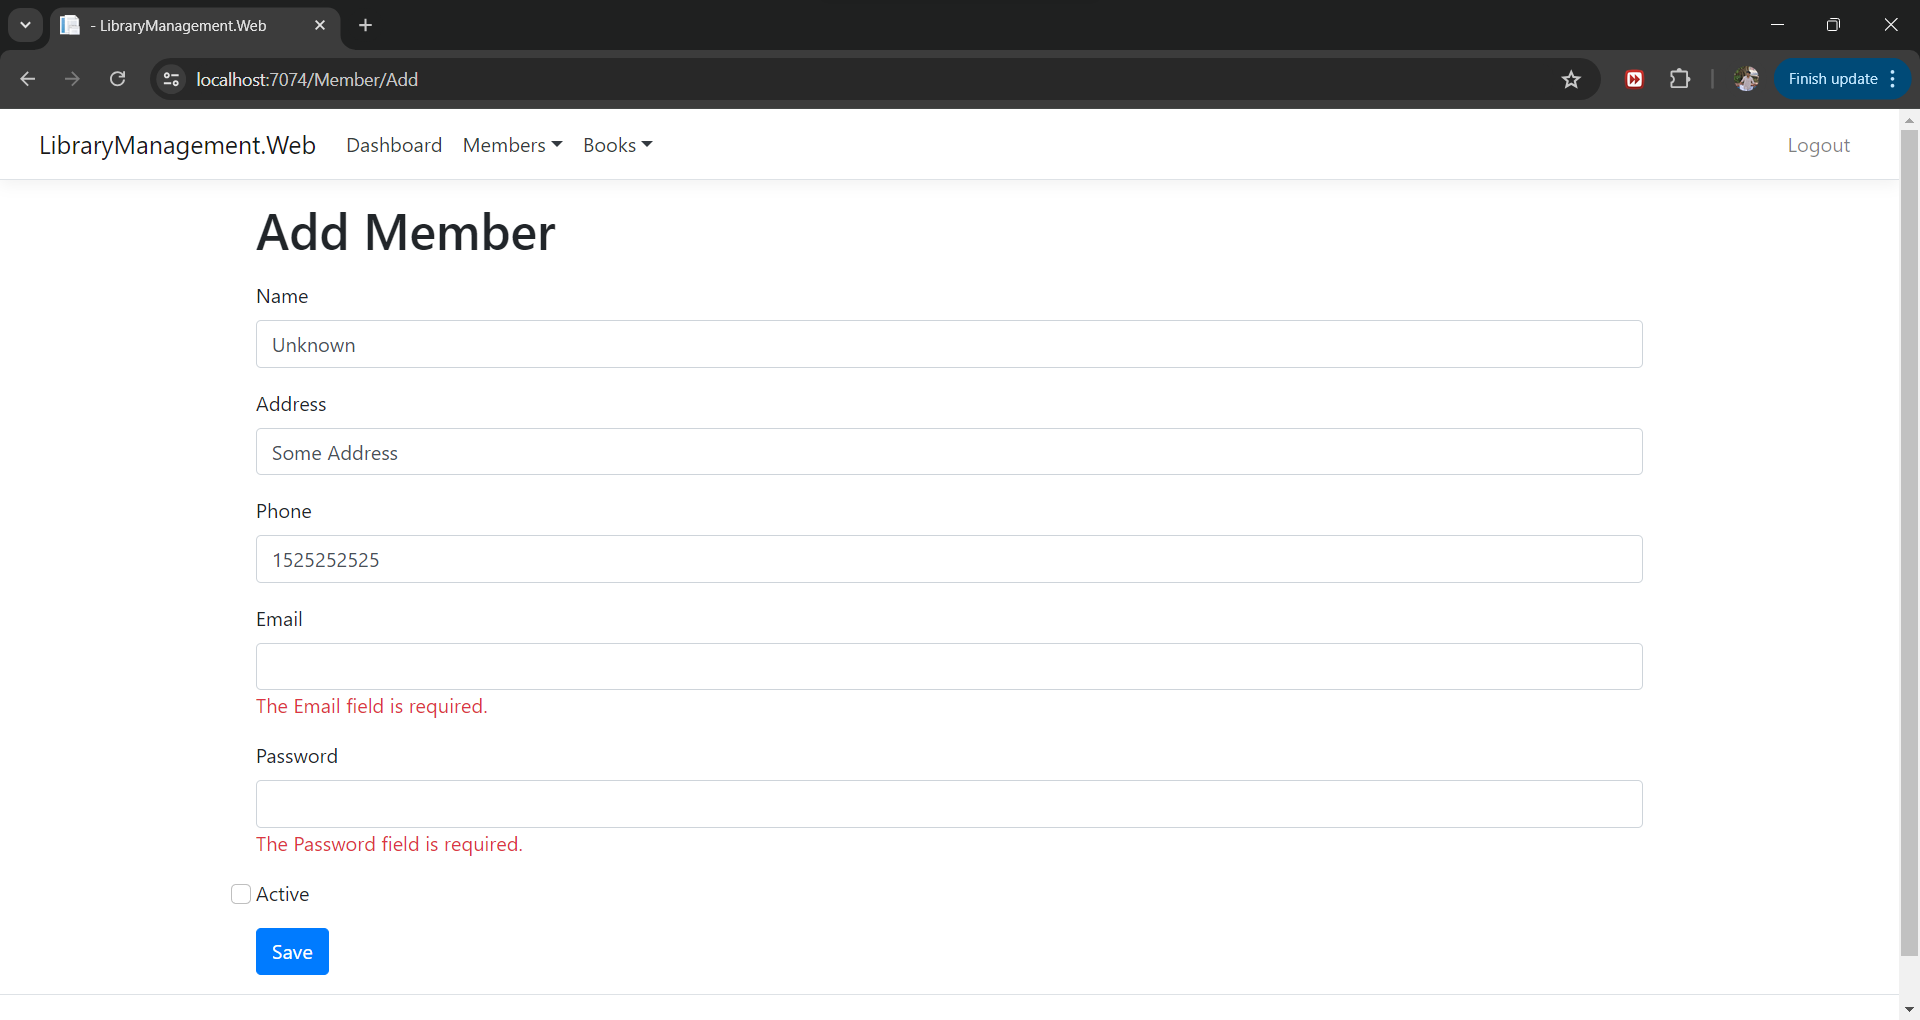 - LibraryManagement.Web
localhost:7074/Member/Add
Finish update
LibraryManagement.Web Dashboard Members Books Logout
Add Member
Name
Unknown
Address
Some Address
Phone
1525252525
Email
The Email field is required.
Password
The Password field is required.
Active
Save